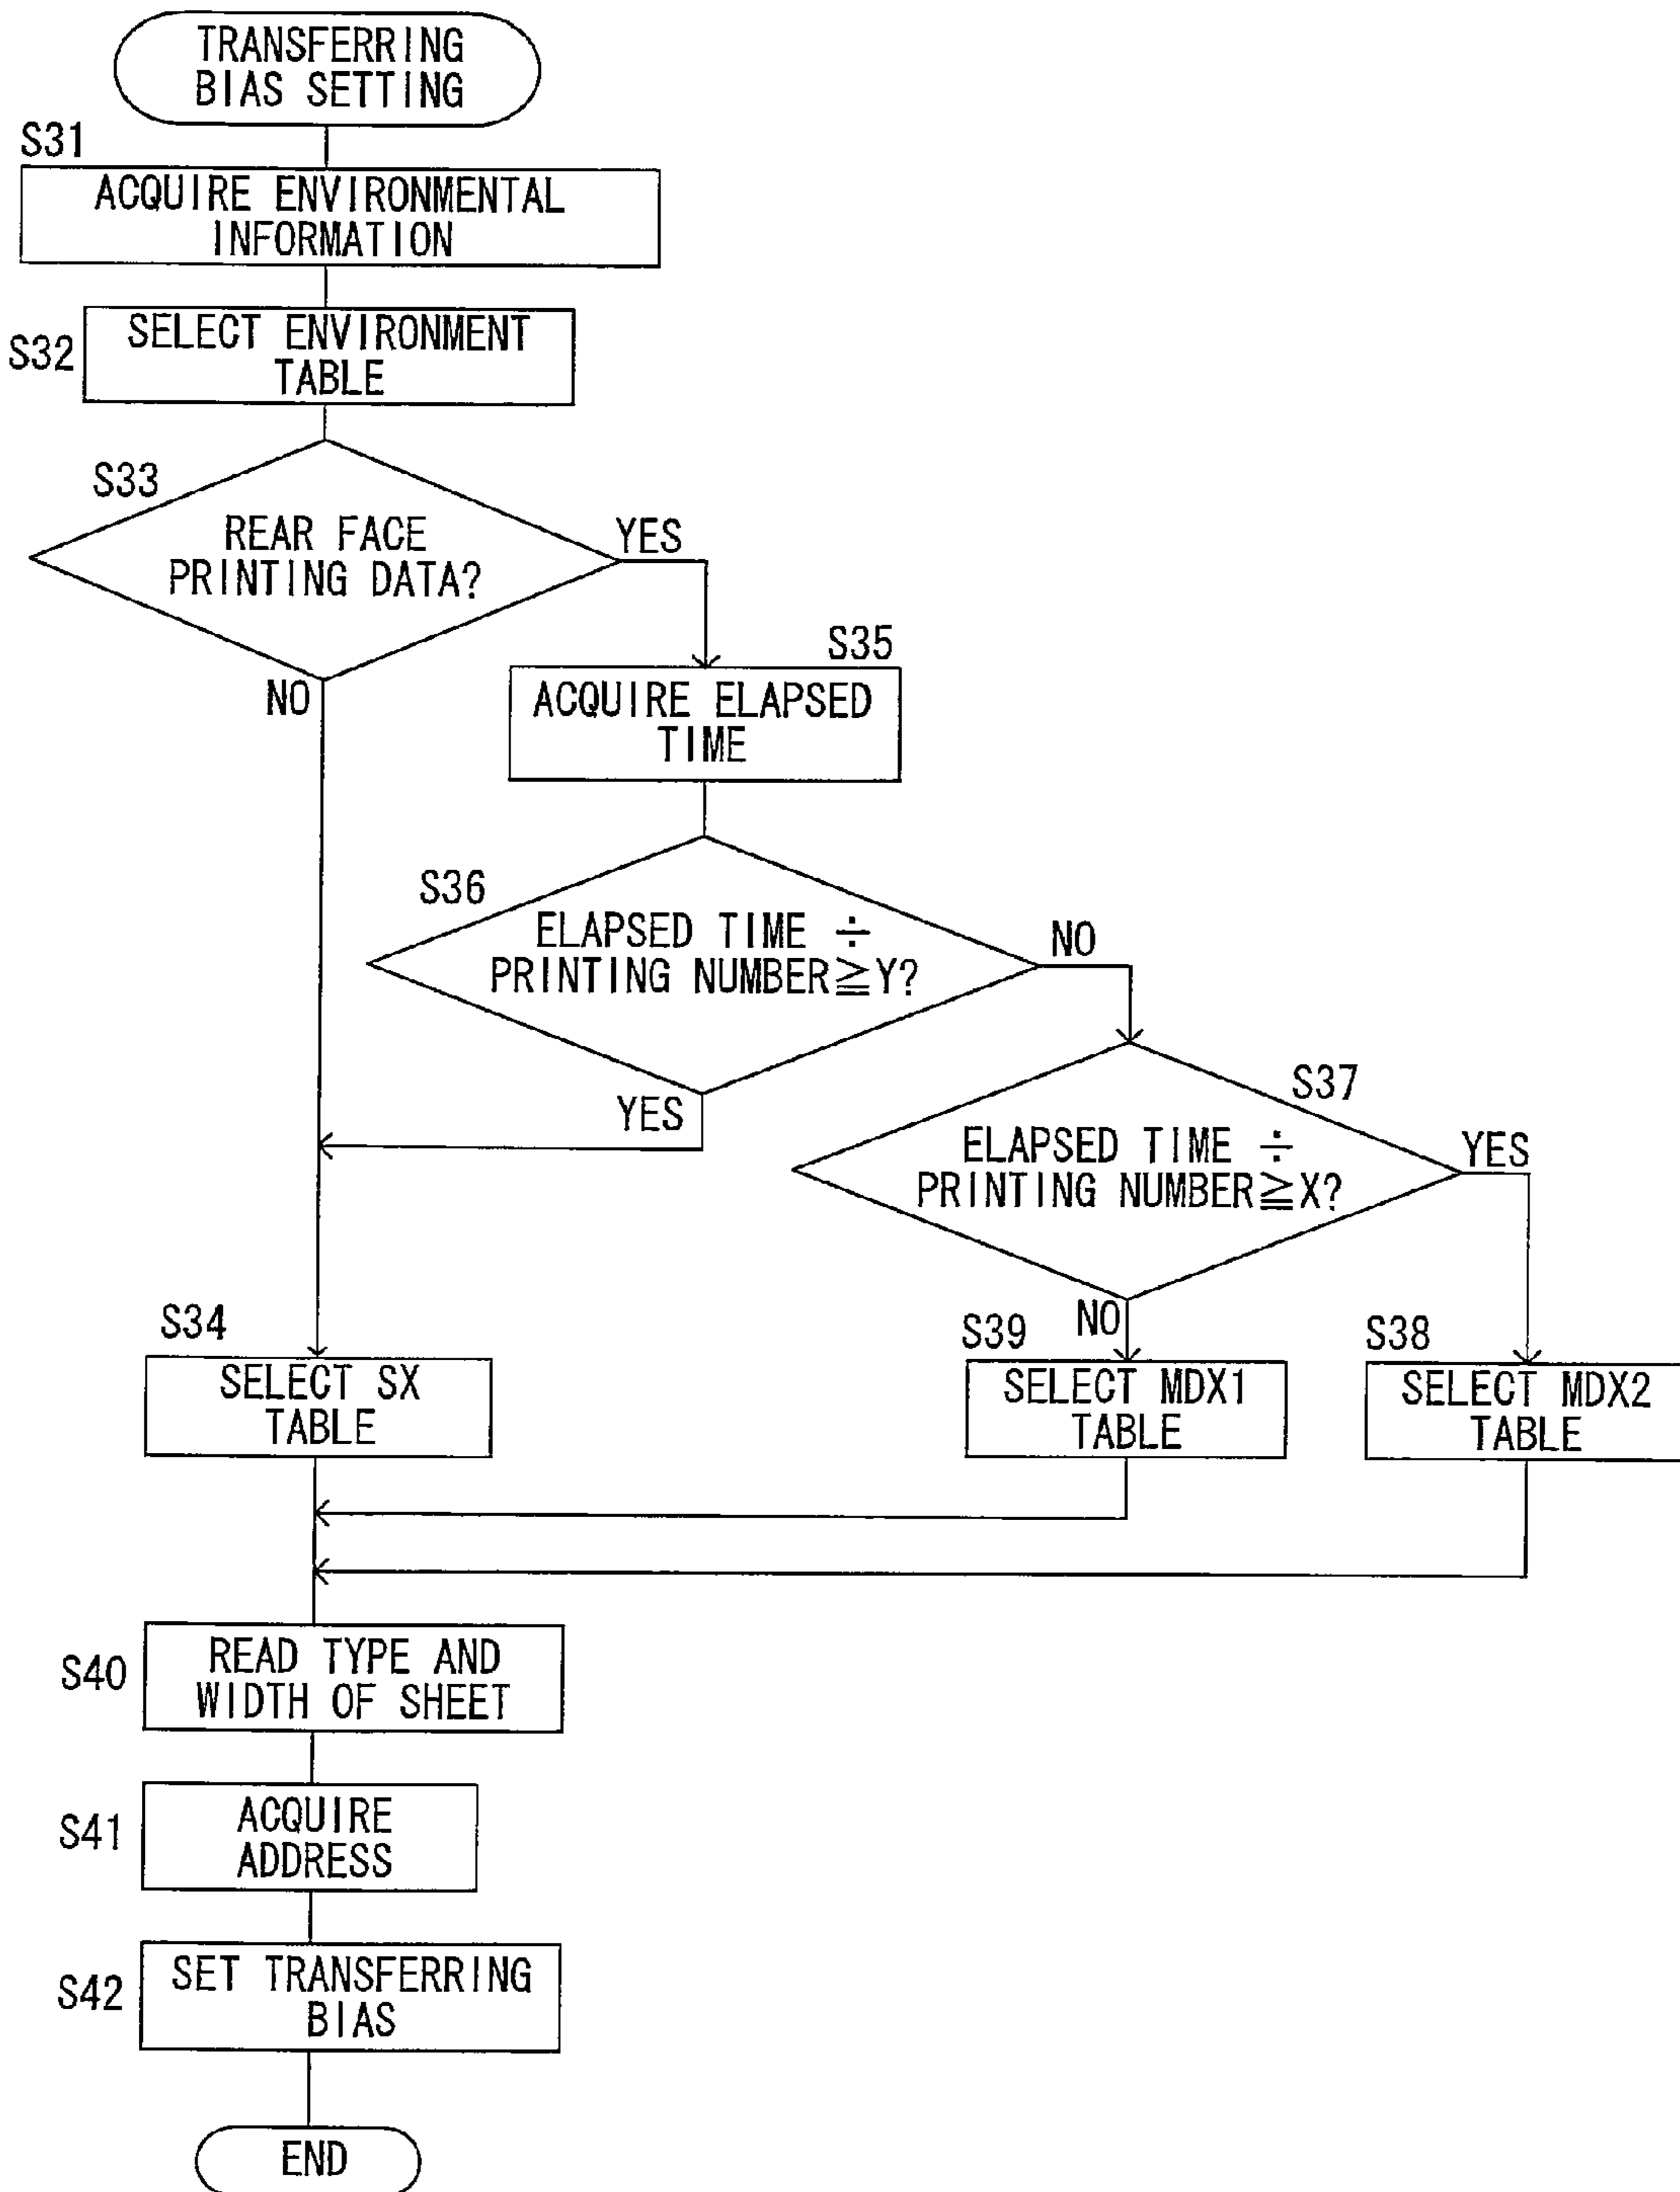 TRANSFERRING
BIAS SETTING
S31
ACQUIRE ENVIRONMENTAL
INFORMATION
S32
SELECT ENVIRONMENT
TABLE
S33
REAR FACE
PRINTING DATA?
YES
NO
S35
ACQUIRE ELAPSED
TIME
S36
ELAPSED TIME ÷
PRINTING NUMBER≧Y?
NO
YES
S37
ELAPSED TIME ÷
PRINTING NUMBER≧X?
YES
NO
S34
SELECT SX
TABLE
S39
SELECT MDX1
TABLE
S38
SELECT MDX2
TABLE
S40
READ TYPE AND
WIDTH OF SHEET
S41
ACQUIRE
ADDRESS
S42
SET TRANSFERRING
BIAS
END